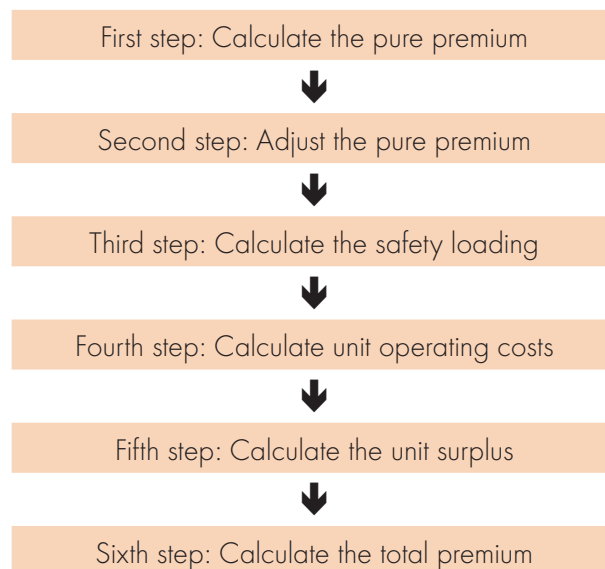 First step: Calculate the pure premium
Second step: Adjust the pure premium
Third step: Calculate the safety loading
Fourth step: Calculate unit operating costs
Fifth step: Calculate the unit surplus
Sixth step: Calculate the total premium